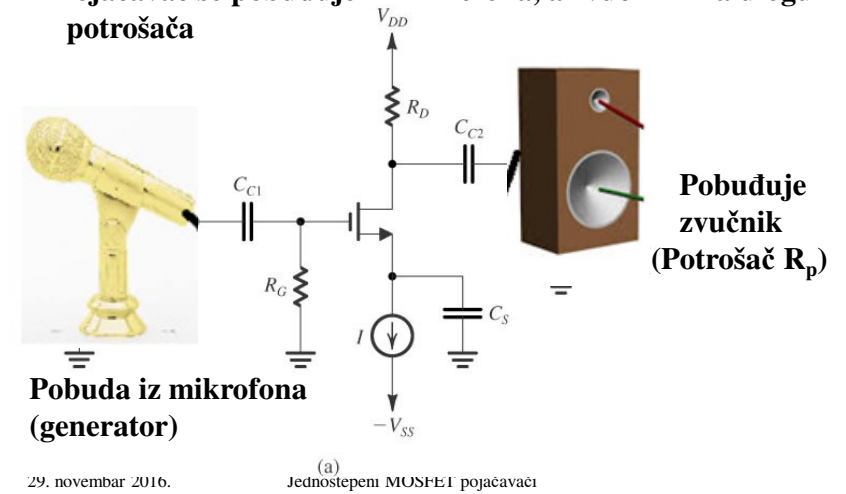 potrošača
V_DD
R_D
C_C2
C_C1
Pobuđuje
zvučnik
(Potrošač R_p)
R_G
C_S
I
Pobuda iz mikrofona
(generator)
-V_SS
(a)
29. novembar 2016. Jednostepeni MOSFET pojačavači